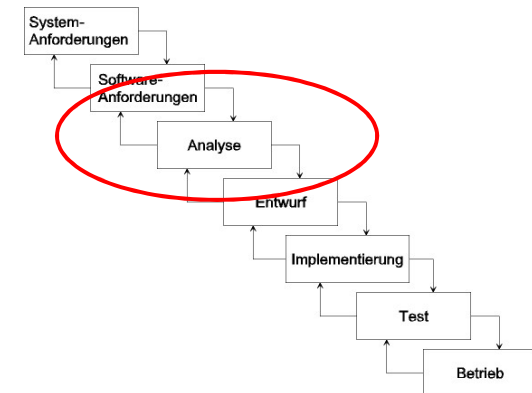 System-
Anforderungen
Software-
Anforderungen
Analyse
Entwurf
Implementierung
Test
Betrieb